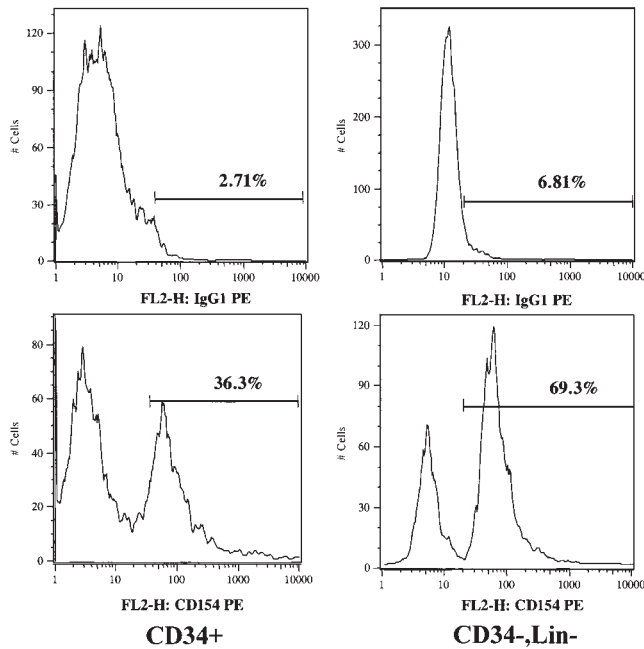 120
90
60
30
0
# Cells
2.71%
1 10 100 1000 10000
FL2-H: IgG1 PE
300
200
100
0
# Cells
6.81%
1 10 100 1000 10000
FL2-H: IgG1 PE
80
60
40
20
0
# Cells
36.3%
1 10 100 1000 10000
FL2-H: CD154 PE
CD34+
120
90
60
30
0
# Cells
69.3%
1 10 100 1000 10000
FL2-H: CD154 PE
CD34-,Lin-